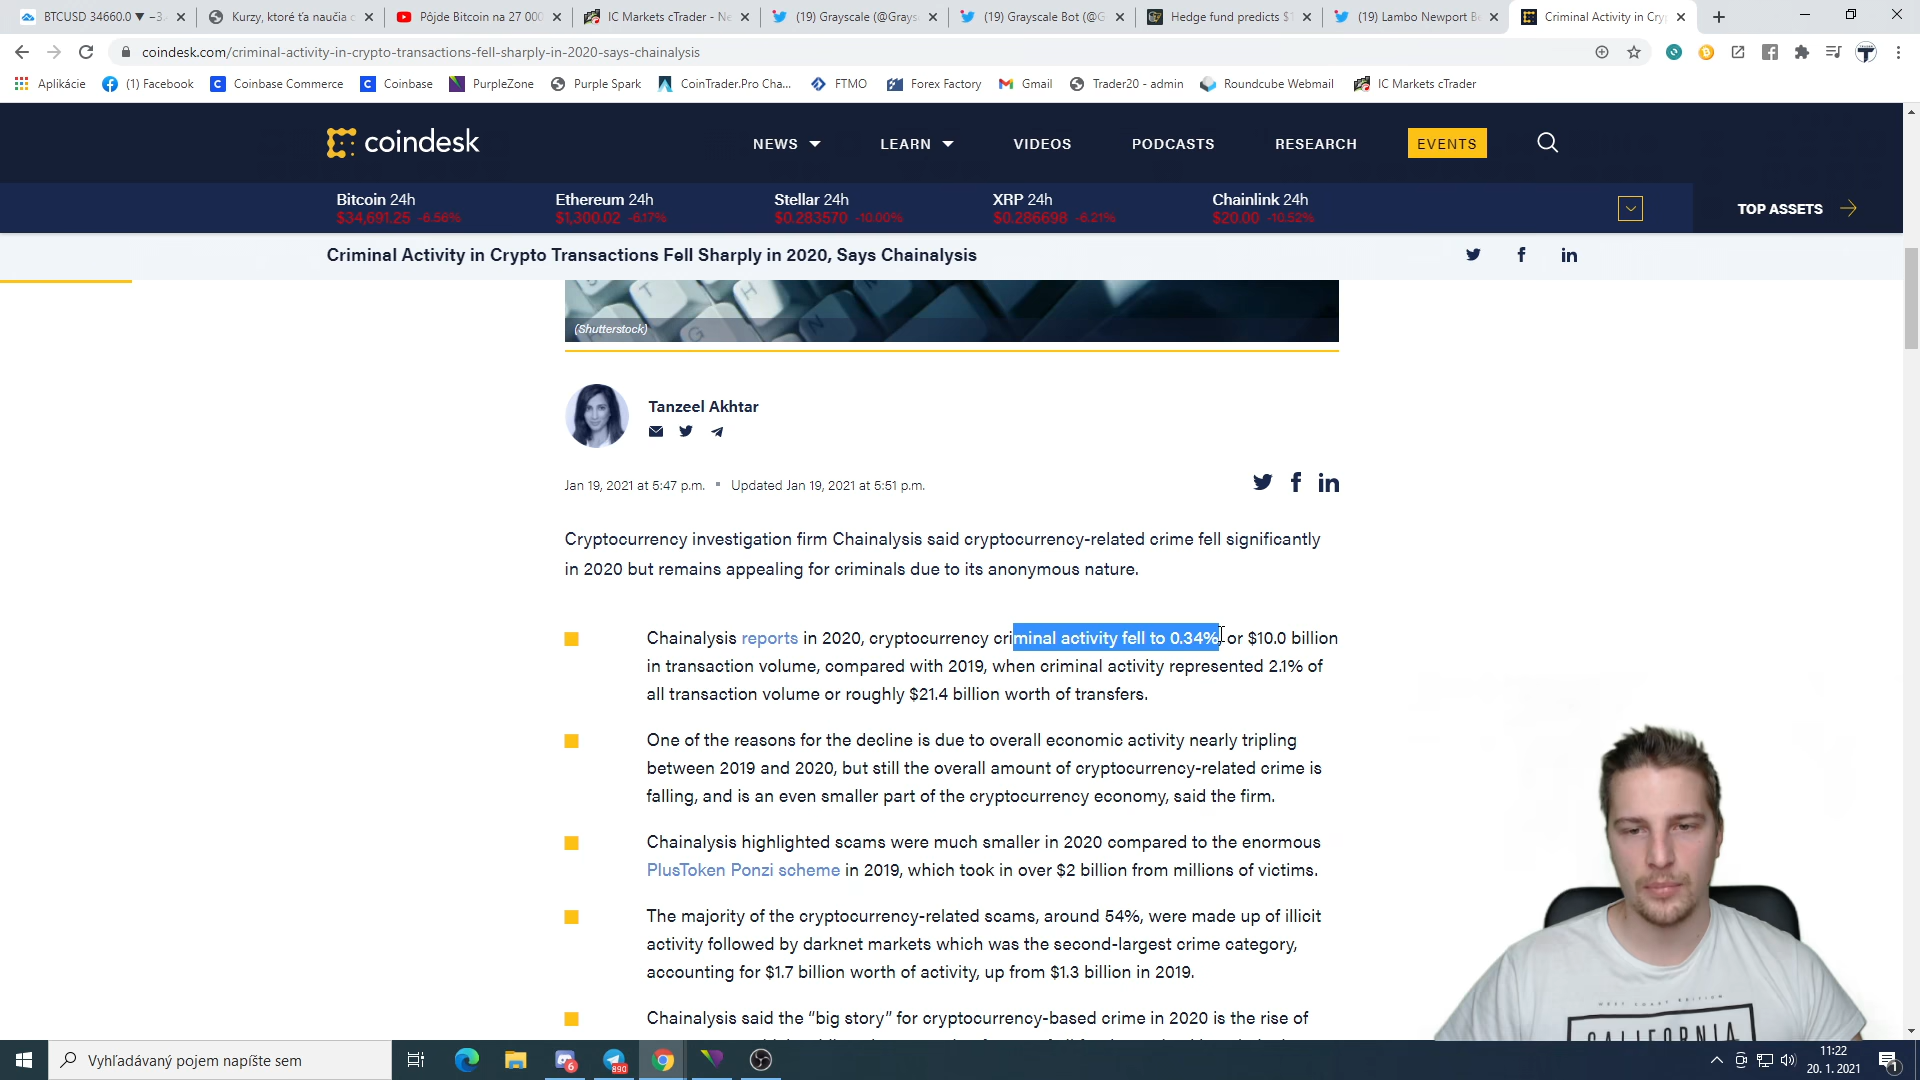 BTCUSD 34660.0 ▼ −3.
Kurzy, ktoré ťa naučia
Pôjde Bitcoin na 27 000
IC Markets cTrader - Ne
(19) Grayscale (@Grays
(19) Grayscale Bot (@G
Hedge fund predicts $1
(19) Lambo Newport B
Criminal Activity in Cry
coindesk.com/criminal-activity-in-crypto-transactions-fell-sharply-in-2020-says-chainalysis
Aplikácie
(1) Facebook
Coinbase Commerce
Coinbase
PurpleZone
Purple Spark
CoinTrader.Pro Cha...
FTMO
Forex Factory
Gmail
Trader20 - admin
Roundcube Webmail
IC Markets cTrader
coindesk
NEWS
LEARN
VIDEOS
PODCASTS
RESEARCH
EVENTS
Bitcoin 24h
$34,691.25 -6.56%
Ethereum 24h
$1,300.02 -6.17%
Stellar 24h
$0.283570 -10.00%
XRP 24h
$0.286698 -6.21%
Chainlink 24h
$20.00 -10.52%
TOP ASSETS
Criminal Activity in Crypto Transactions Fell Sharply in 2020, Says Chainalysis
(Shutterstock)
Tanzeel Akhtar
Jan 19, 2021 at 5:47 p.m. ▪ Updated Jan 19, 2021 at 5:51 p.m.
Cryptocurrency investigation firm Chainalysis said cryptocurrency-related crime fell significantly
in 2020 but remains appealing for criminals due to its anonymous nature.
Chainalysis reports in 2020, cryptocurrency criminal activity fell to 0.34%, or $10.0 billion
in transaction volume, compared with 2019, when criminal activity represented 2.1% of
all transaction volume or roughly $21.4 billion worth of transfers.
One of the reasons for the decline is due to overall economic activity nearly tripling
between 2019 and 2020, but still the overall amount of cryptocurrency-related crime is
falling, and is an even smaller part of the cryptocurrency economy, said the firm.
Chainalysis highlighted scams were much smaller in 2020 compared to the enormous
PlusToken Ponzi scheme in 2019, which took in over $2 billion from millions of victims.
The majority of the cryptocurrency-related scams, around 54%, were made up of illicit
activity followed by darknet markets which was the second-largest crime category,
accounting for $1.7 billion worth of activity, up from $1.3 billion in 2019.
Chainalysis said the “big story” for cryptocurrency-based crime in 2020 is the rise of
WEST COAST EDITION
CALIFORNIA
Vyhľadávaný pojem napíšte sem
6
890
11:22
20. 1. 2021
1